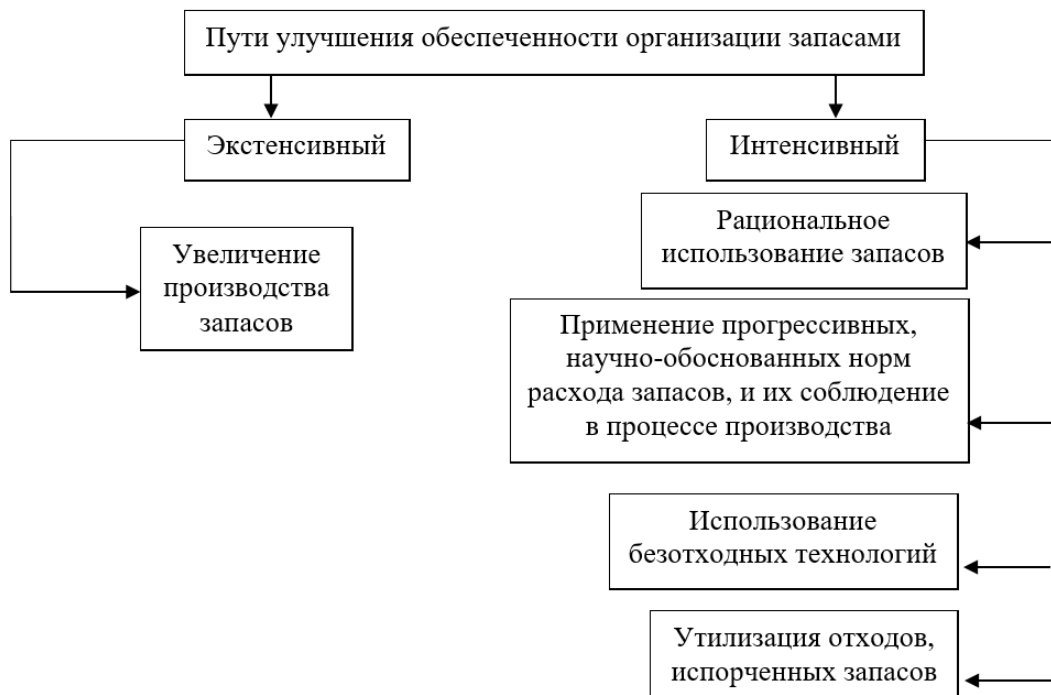 Пути улучшения обеспеченности организации запасами
Экстенсивный
Интенсивный
Увеличение
производства
запасов
Рациональное
использование запасов
Применение прогрессивных,
научно-обоснованных норм
расхода запасов, и их соблюдение
в процессе производства
Использование
безотходных технологий
Утилизация отходов,
испорченных запасов